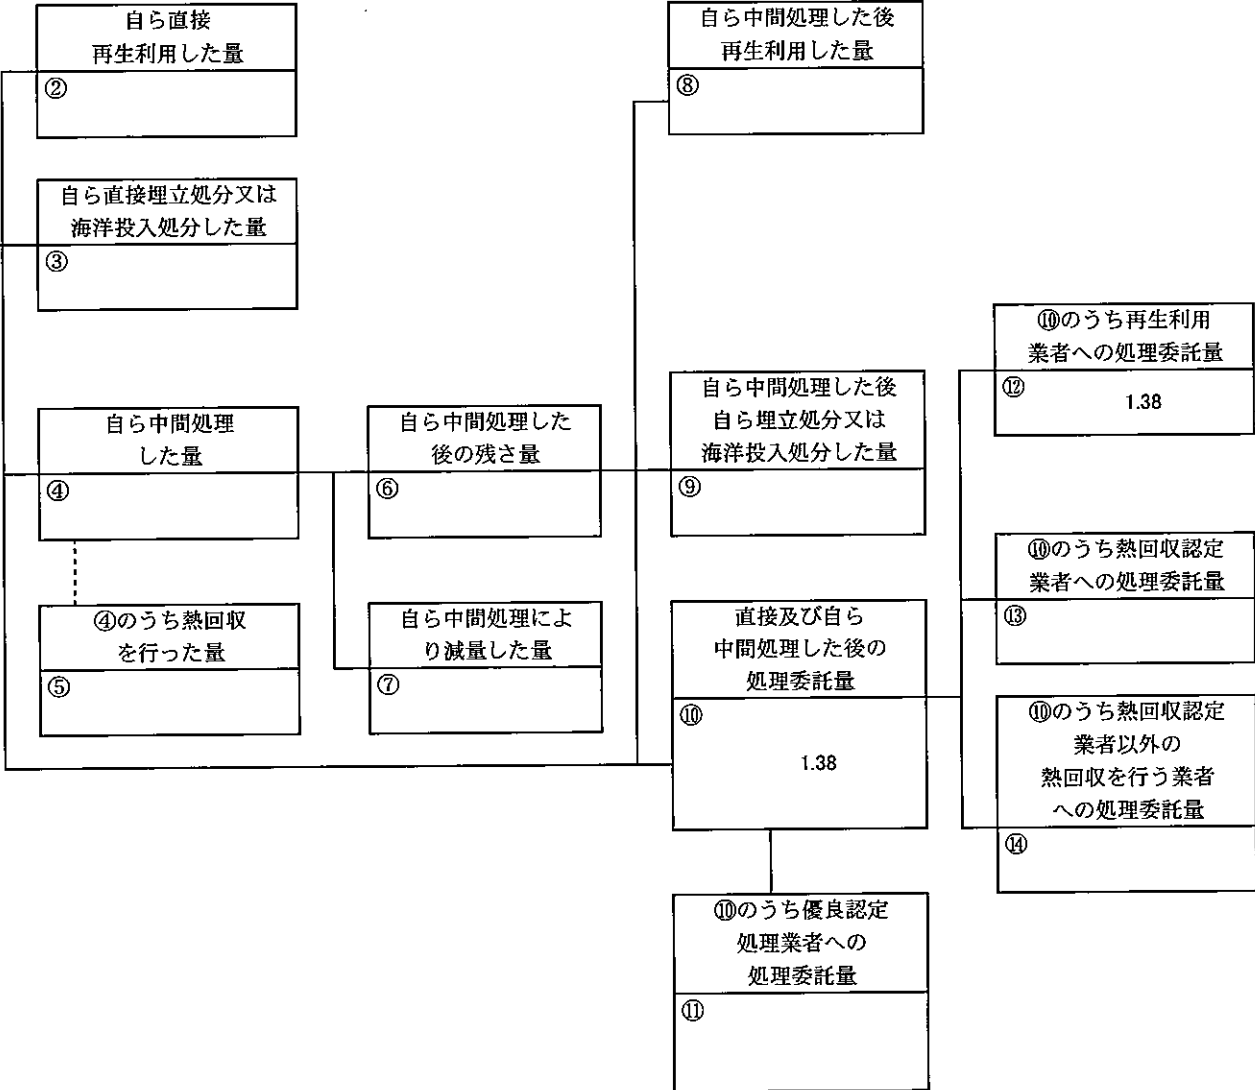 自ら直接
再生利用した量
②
自ら直接埋立処分又は
海洋投入処分した量
③
自ら中間処理
した量
④
④のうち熱回収
を行った量
⑤
自ら中間処理した
後の残さ量
⑥
自ら中間処理によ
り減量した量
⑦
自ら中間処理した後
再生利用した量
⑧
自ら中間処理した後
自ら埋立処分又は
海洋投入処分した量
⑨
直接及び自ら
中間処理した後の
処理委託量
⑩
1.38
⑩のうち優良認定
処理業者への
処理委託量
⑪
⑩のうち再生利用
業者への処理委託量
⑫
1.38
⑩のうち熱回収認定
業者への処理委託量
⑬
⑩のうち熱回収認定
業者以外の
熱回収を行う業者
への処理委託量
⑭